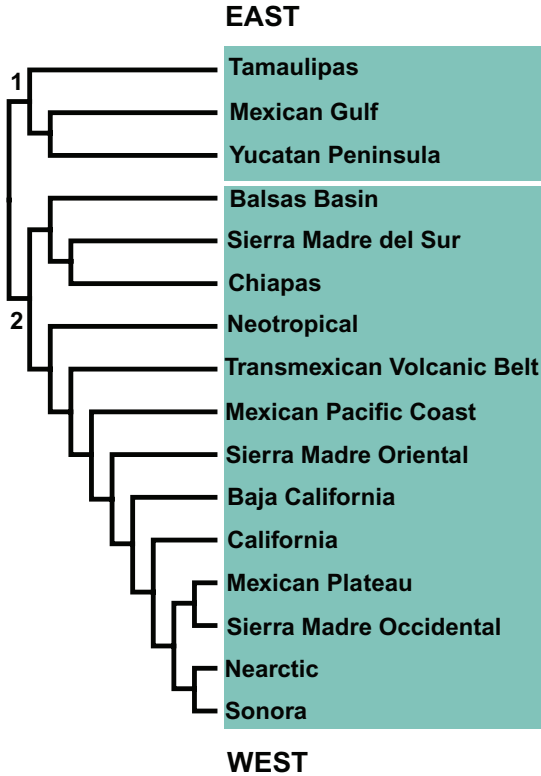 EAST
1
Tamaulipas
Mexican Gulf
Yucatan Peninsula
Balsas Basin
Sierra Madre del Sur
Chiapas
2
Neotropical
Transmexican Volcanic Belt
Mexican Pacific Coast
Sierra Madre Oriental
Baja California
California
Mexican Plateau
Sierra Madre Occidental
Nearctic
Sonora
WEST